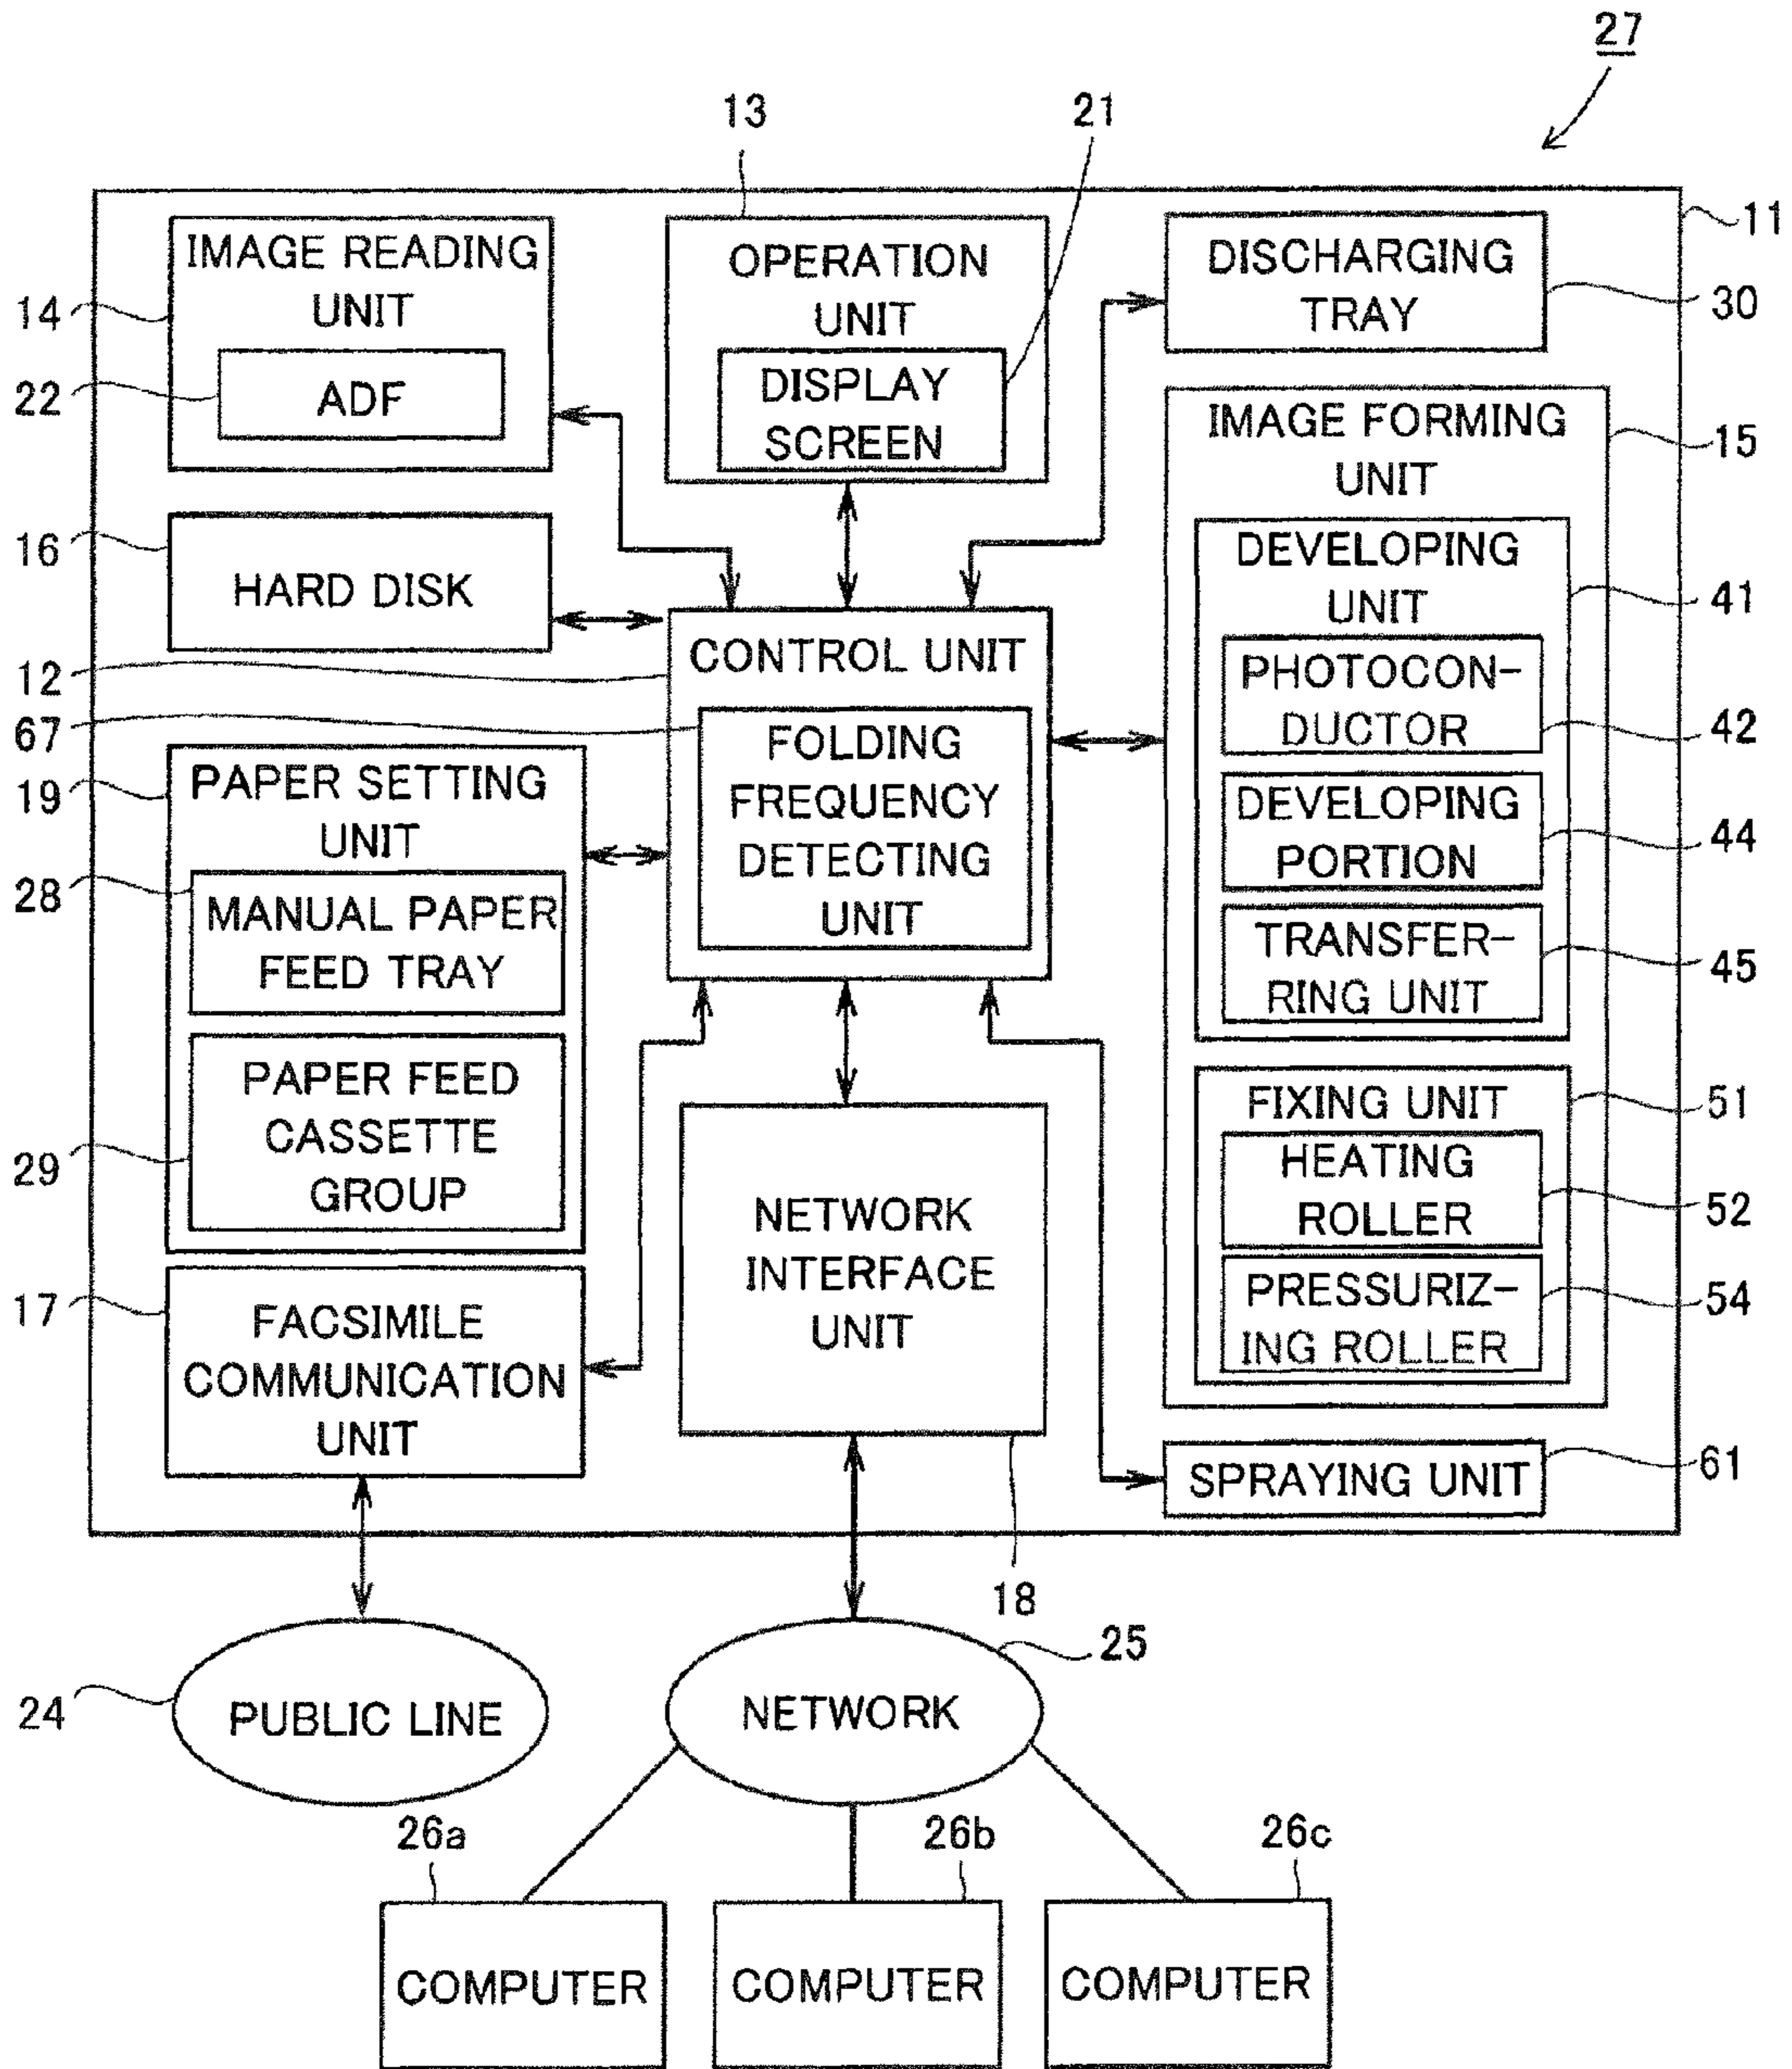 27
13
21
11
IMAGE READING
UNIT
14
22
ADF
OPERATION
UNIT
DISPLAY
SCREEN
DISCHARGING
TRAY
30
16
HARD DISK
IMAGE FORMING
UNIT
15
DEVELOPING
UNIT
41
PHOTOCON-
DUCTOR
42
DEVELOPING
PORTION
44
TRANSFER-
RING UNIT
45
FIXING UNIT
51
HEATING
ROLLER
52
PRESSURIZ-
ING ROLLER
54
12
CONTROL UNIT
67
FOLDING
FREQUENCY
DETECTING
UNIT
19
PAPER SETTING
UNIT
28
MANUAL PAPER
FEED TRAY
29
PAPER FEED
CASSETTE
GROUP
17
FACSIMILE
COMMUNICATION
UNIT
NETWORK
INTERFACE
UNIT
18
SPRAYING UNIT
61
24
PUBLIC LINE
25
NETWORK
26a
26b
26c
COMPUTER
COMPUTER
COMPUTER